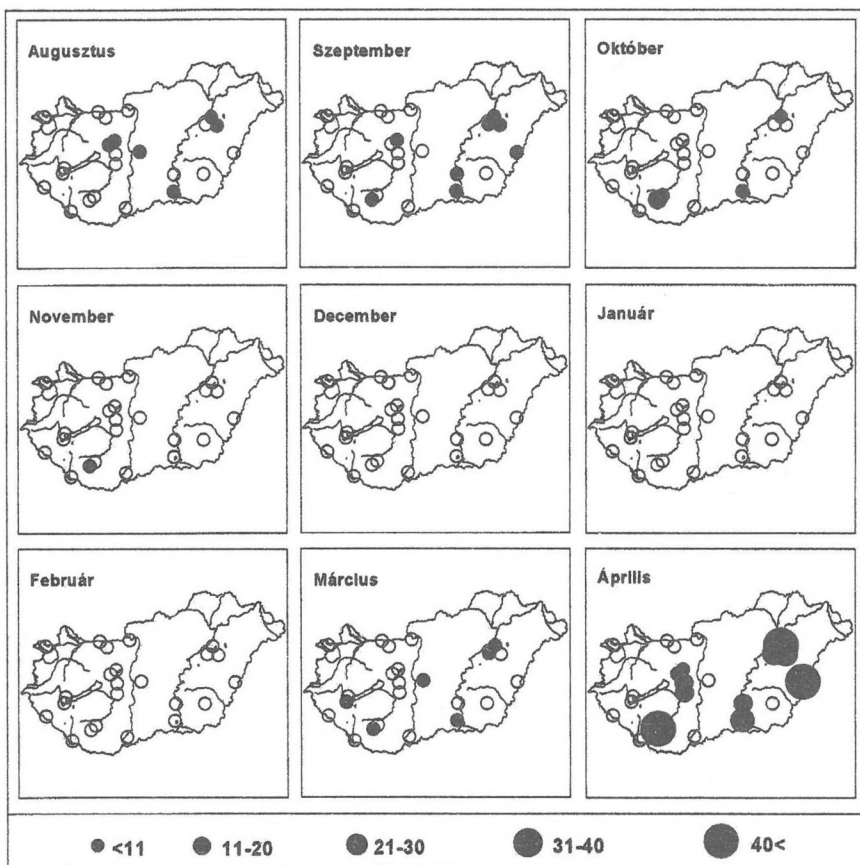 Augusztus
Szeptember
Október
November
December
Január
Február
Március
Április
<11
11-20
21-30
31-40
40<